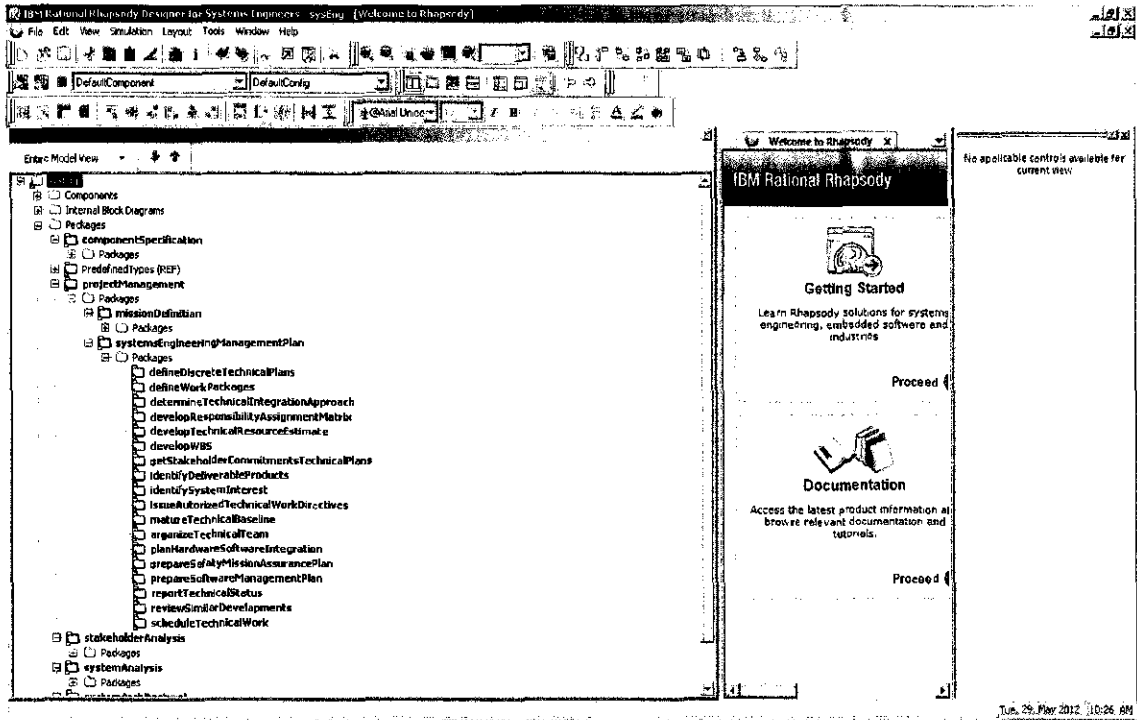 IBM Rational Rhapsody Designer for Systems Engineers - sysEng - [Welcome to Rhapsody]
File Edit View Simulation Layout Tools Window Help
DefaultComponent DefaultConfig
@Arial Unico
Entire Model View
Components
Internal Block Diagrams
Packages
componentSpecification
Packages
PredefinedTypes (REF)
projectManagement
Packages
missionDefinition
Packages
systemsEngineeringManagementPlan
Packages
defineDiscreteTechnicalPlans
defineWorkPackages
determineTechnicalIntegrationApproach
developResponsibilityAssignmentMatrix
developTechnicalResourceEstimate
developWBS
getStakeholderCommitmentsTechnicalPlans
identifyDeliverableProducts
identifySystemInterest
issueAutorizedTechnicalWorkDirectives
matureTechnicalBaseline
organizeTechnicalTeam
planHardwareSoftwareIntegration
prepareSafatyMissionAssurancePlan
prepareSoftwareManagementPlan
reportTechnicalStatus
reviewSimilarDevelopments
scheduleTechnicalWork
stakeholderAnalysis
Packages
systemAnalysis
Packages
Welcome to Rhapsody x
IBM Rational Rhapsody
Getting Started
Learn Rhapsody solutions for systems
engineering, embedded software and
industries
Proceed
Documentation
Access the latest product information a
browse relevant documentation and
tutorials.
Proceed
No applicable controls available for
current view
Tue, 29, May 2012 10:26 AM